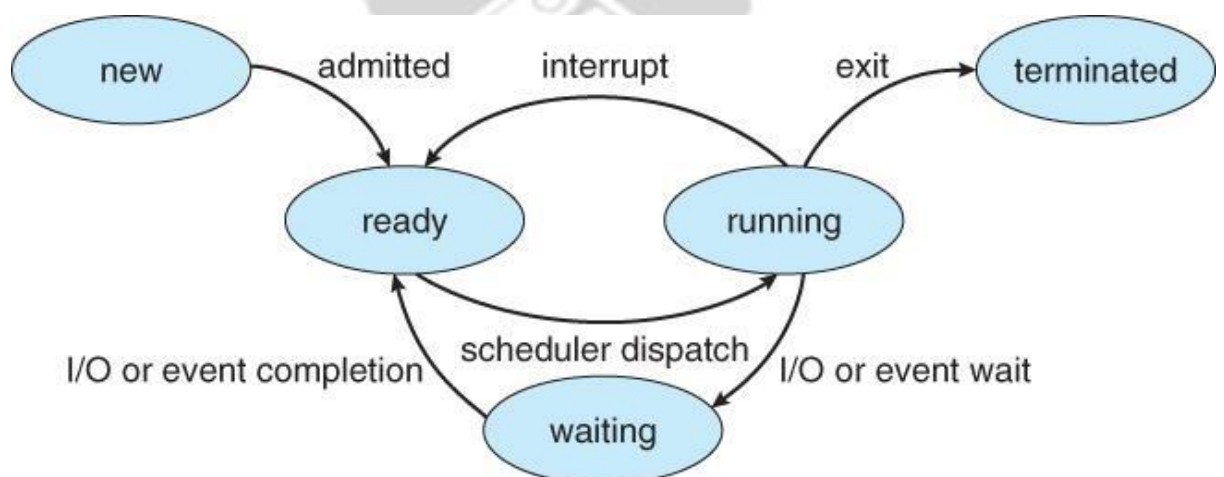 new
admitted
interrupt
exit
terminated
ready
running
scheduler dispatch
I/O or event completion
I/O or event wait
waiting